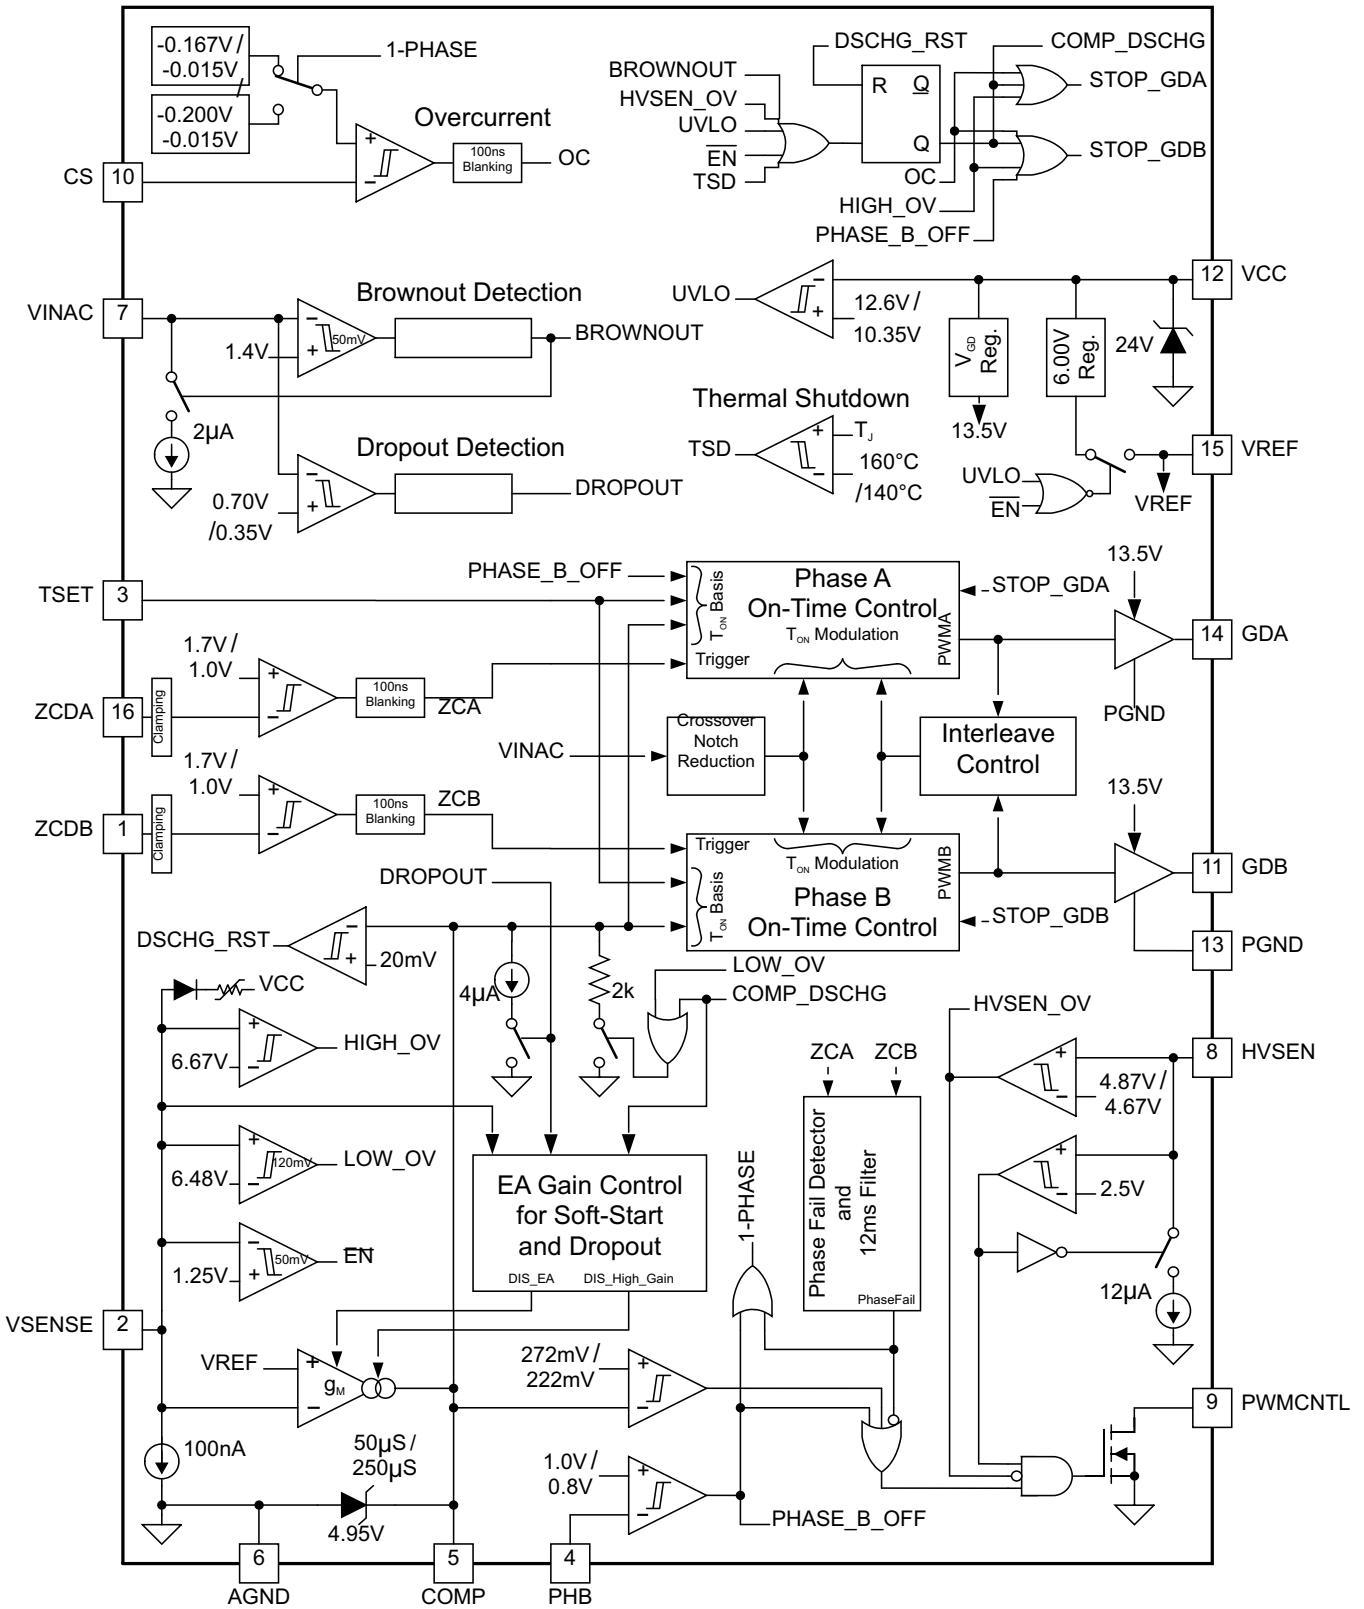 -0.167V /
-0.015V
-0.200V
-0.015V
1-PHASE
Overcurrent
+
−
100ns
Blanking
OC
CS
10
DSCHG_RST
BROWNOUT
HVSEN_OV
UVLO
EN
TSD
R
Q
Q
COMP_DSCHG
STOP_GDA
STOP_GDB
OC
HIGH_OV
PHASE_B_OFF
12
VCC
VINAC
7
Brownout Detection
−
+
50mV
1.4V
BROWNOUT
2µA
Dropout Detection
−
+
0.70V
/0.35V
DROPOUT
UVLO
−
+
12.6V /
10.35V
VGD
Reg.
13.5V
6.00V
Reg.
24V
Thermal Shutdown
TSD
+
−
TJ
160°C
/140°C
UVLO
EN
VREF
15
VREF
TSET
3
PHASE_B_OFF
TON Basis
Phase A
On-Time Control
TON Modulation
PWMA
Trigger
STOP_GDA
13.5V
14
GDA
PGND
1.7V /
1.0V
+
−
100ns
Blanking
ZCA
ZCDA
16
Clamping
VINAC
Crossover
Notch
Reduction
Interleave
Control
1.7V /
1.0V
+
−
100ns
Blanking
ZCB
ZCDB
1
Clamping
13.5V
11
GDB
13
PGND
Trigger
TON Modulation
PWMB
TON Basis
Phase B
On-Time Control
STOP_GDB
DROPOUT
DSCHG_RST
−
+
20mV
VCC
4µA
2k
LOW_OV
COMP_DSCHG
+
−
6.67V
HIGH_OV
+
−
120mV
6.48V
LOW_OV
−
+
50mV
1.25V
EN
EA Gain Control
for Soft-Start
and Dropout
DIS_EA
DIS_High_Gain
VSENSE
2
VREF
+
−
gM
100nA
50µS /
250µS
4.95V
272mV /
222mV
+
−
1.0V /
0.8V
+
−
PHASE_B_OFF
1-PHASE
ZCA
ZCB
Phase Fail Detector
and
12ms Filter
PhaseFail
HVSEN_OV
8
HVSEN
+
−
4.87V /
4.67V
+
−
2.5V
12µA
9
PWMCNTL
6
AGND
5
COMP
4
PHB